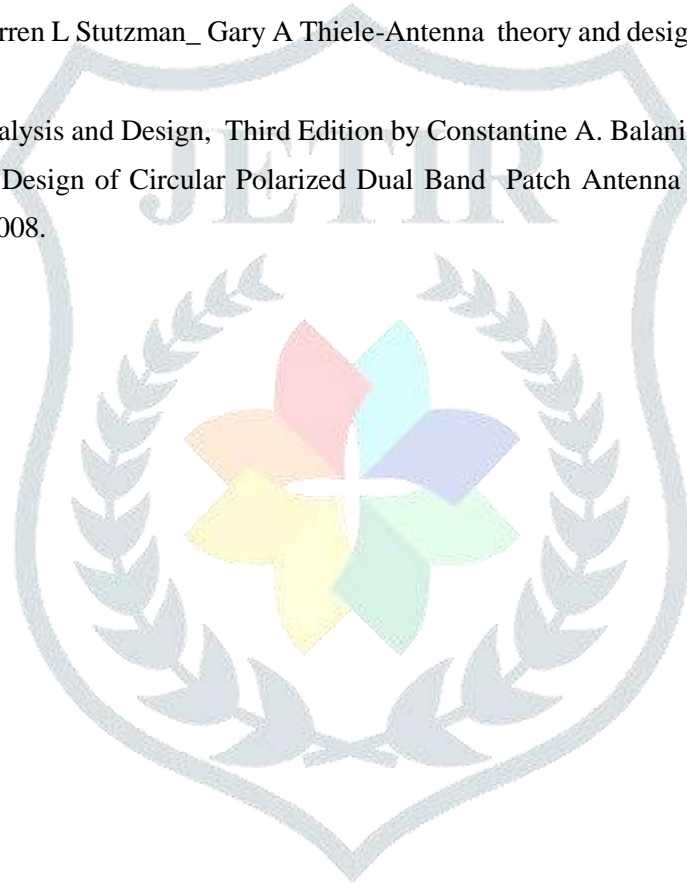 rren L Stutzman_ Gary A Thiele-Antenna theory and desig
alysis and Design, Third Edition by Constantine A. Balani
JETIR
Design of Circular Polarized Dual Band Patch Antenna
008.